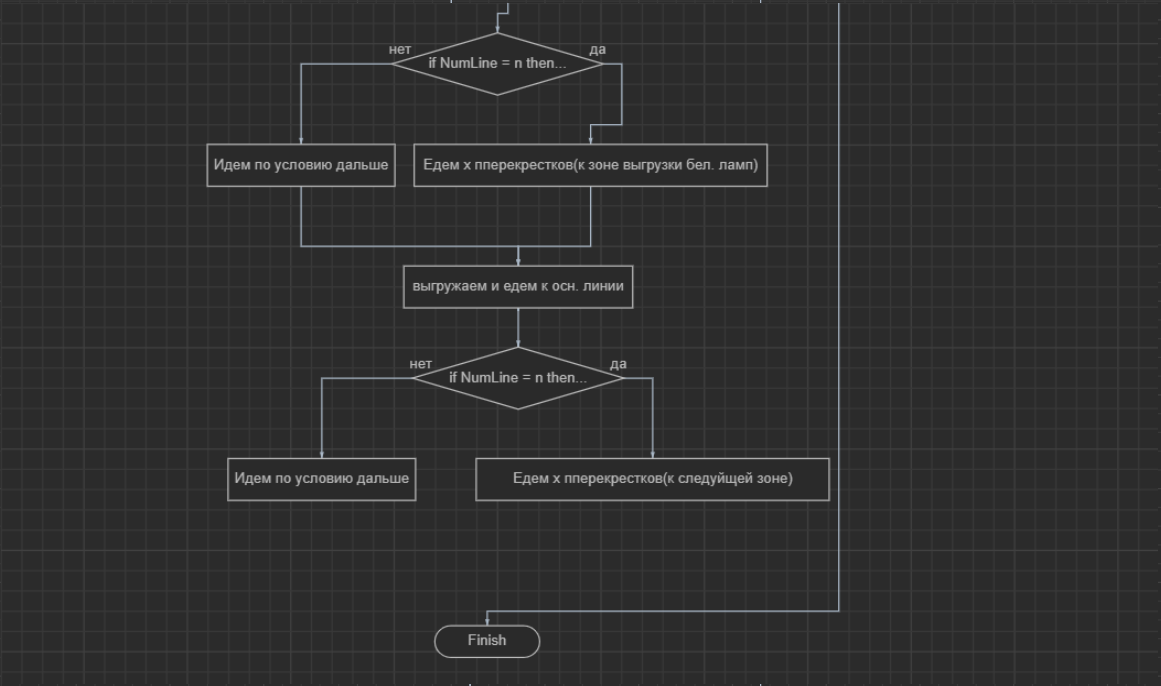 нет
да
if NumLine = n then...
Идем по условию дальше
Едем х пперекрестков(к зоне выгрузки бел. ламп)
выгружаем и едем к осн. линии
нет
да
if NumLine = n then...
Идем по условию дальше
Едем х пперекрестков(к следуйщей зоне)
Finish